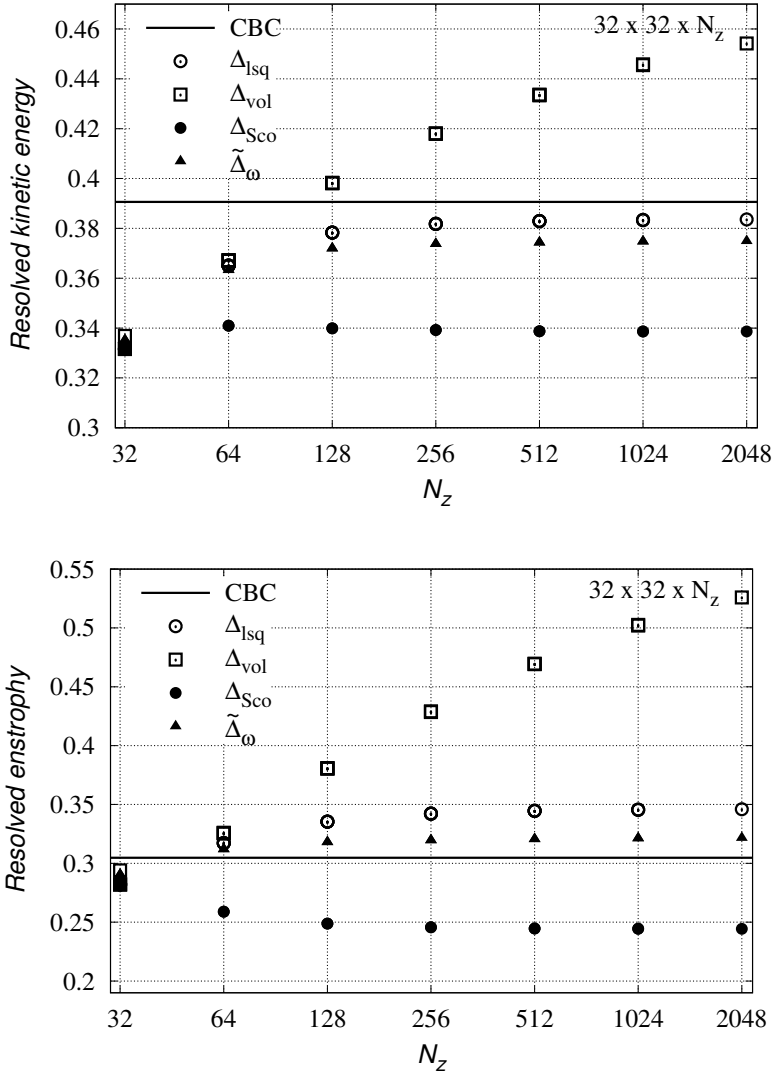 Resolved kinetic energy
0.46
0.44
0.42
0.4
0.38
0.36
0.34
0.32
0.3
CBC
Δ_lsq
Δ_vol
Δ_Sco
Δ̃_ω
32 x 32 x N_z
32 64 128 256 512 1024 2048
N_z
Resolved enstrophy
0.55
0.5
0.45
0.4
0.35
0.3
0.25
0.2
CBC
Δ_lsq
Δ_vol
Δ_Sco
Δ̃_ω
32 x 32 x N_z
32 64 128 256 512 1024 2048
N_z